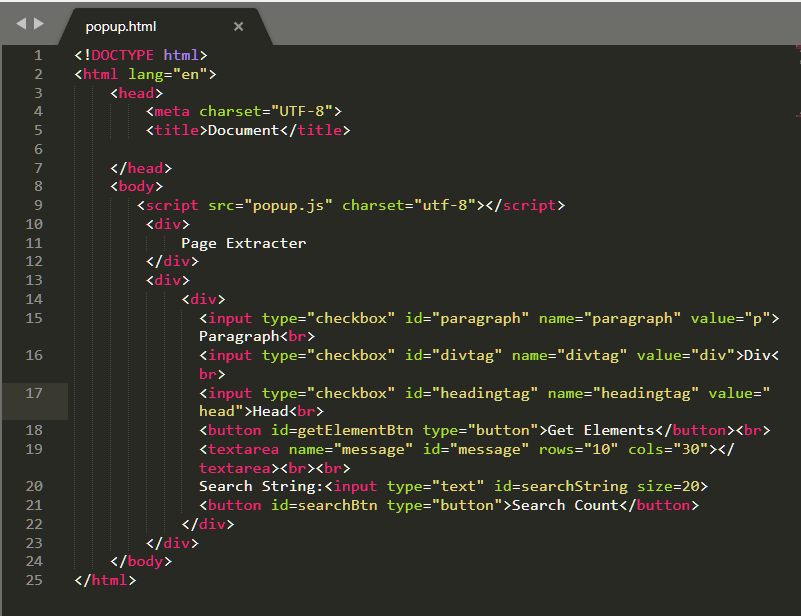 popup.html ×
1 <!DOCTYPE html>
2 <html lang="en">
3 <head>
4 <meta charset="UTF-8">
5 <title>Document</title>
6
7 </head>
8 <body>
9 <script src="popup.js" charset="utf-8"></script>
10 <div>
11 Page Extracter
12 </div>
13 <div>
14 <div>
15 <input type="checkbox" id="paragraph" name="paragraph" value="p">
Paragraph<br>
16 <input type="checkbox" id="divtag" name="divtag" value="div">Div<
br>
17 <input type="checkbox" id="headingtag" name="headingtag" value="
head">Head<br>
18 <button id=getElementBtn type="button">Get Elements</button><br>
19 <textarea name="message" id="message" rows="10" cols="30"></
textarea><br><br>
20 Search String:<input type="text" id=searchString size=20>
21 <button id=searchBtn type="button">Search Count</button>
22 </div>
23 </div>
24 </body>
25 </html>